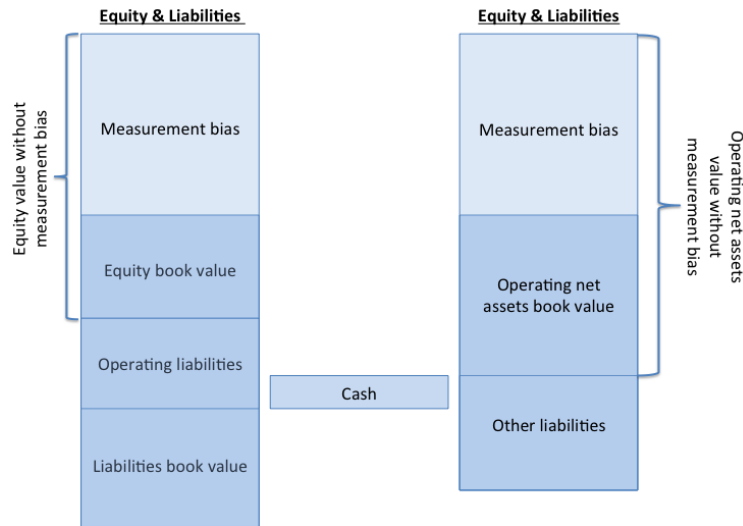 Equity & Liabilities
Equity & Liabilities
Equity value without
measurement bias
Measurement bias
Equity book value
Operating liabilities
Liabilities book value
Cash
Measurement bias
Operating net
assets book value
Other liabilities
Operating net assets
value without
measurement bias